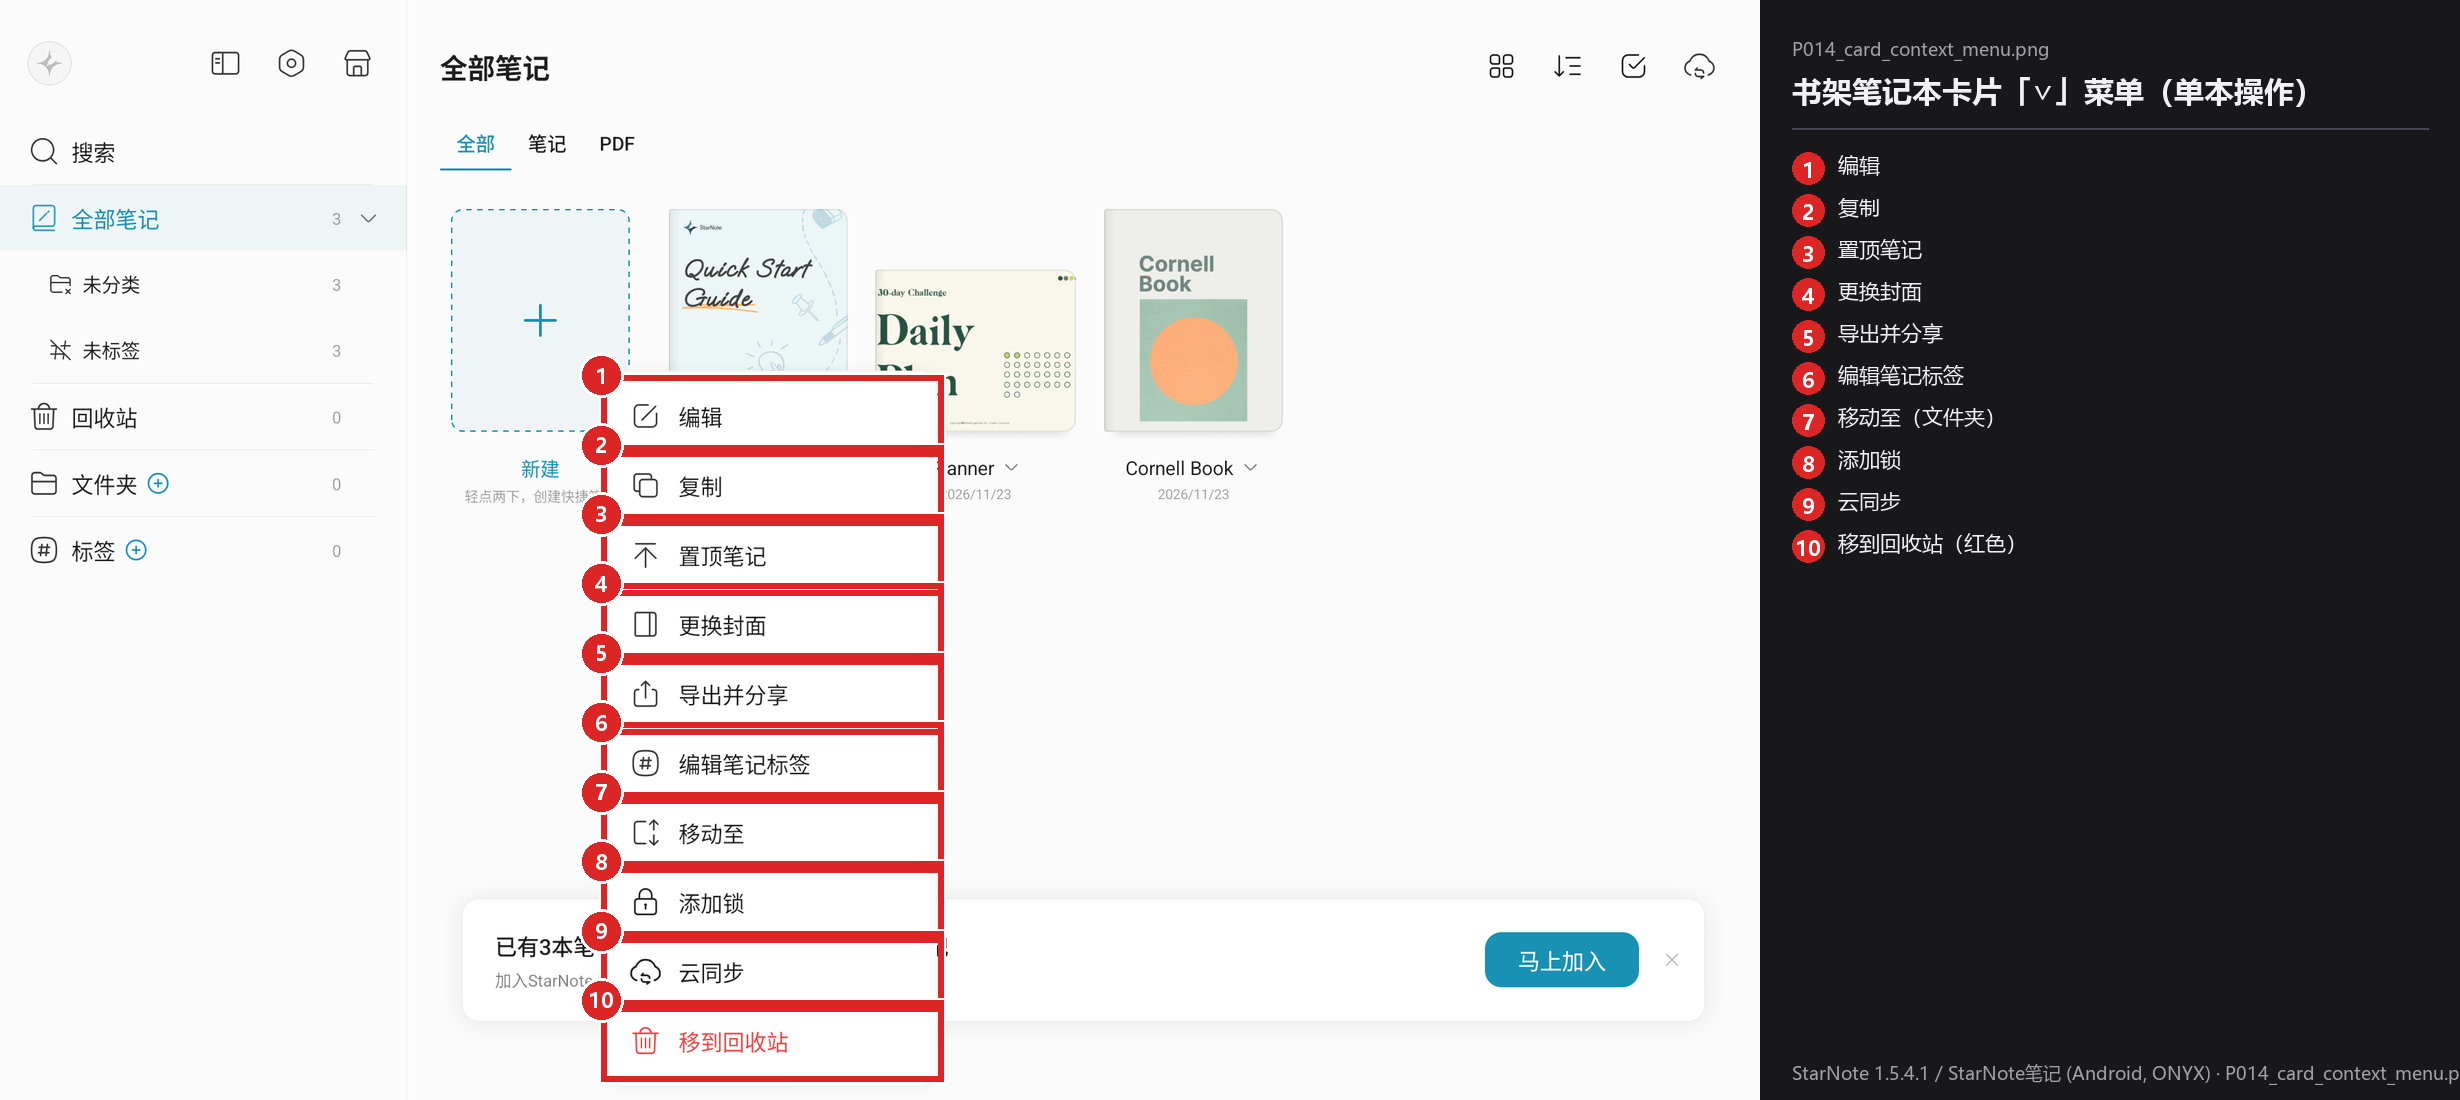 搜索
全部笔记 3
未分类 3
未标签 3
回收站 0
文件夹 0
标签 0
全部笔记
全部 笔记 PDF
新建
轻点两下，创建快捷
StarNote
Quick Start
Guide
30-day Challenge
Daily
anner
2026/11/23
Cornell
Book
Cornell Book
2026/11/23
1 编辑
2 复制
3 置顶笔记
4 更换封面
5 导出并分享
6 编辑笔记标签
7 移动至
8 添加锁
9 云同步
10 移到回收站
已有3本笔
加入StarNote
马上加入
P014_card_context_menu.png
书架笔记本卡片「∨」菜单（单本操作）
1 编辑
2 复制
3 置顶笔记
4 更换封面
5 导出并分享
6 编辑笔记标签
7 移动至（文件夹）
8 添加锁
9 云同步
10 移到回收站（红色）
StarNote 1.5.4.1 / StarNote笔记 (Android, ONYX) · P014_card_context_menu.p